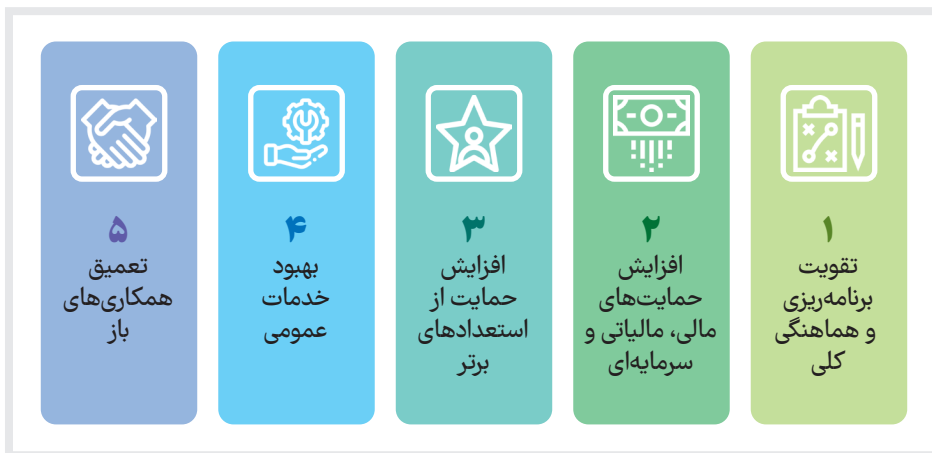 ۱
تقویت
برنامه‌ریزی
و هماهنگی
کلی
۲
افزایش
حمایت‌های
مالی، مالیاتی و
سرمایه‌ای
۳
افزایش
حمایت از
استعدادهای
برتر
۴
بهبود
خدمات
عمومی
۵
تعمیق
همکاری‌های
باز